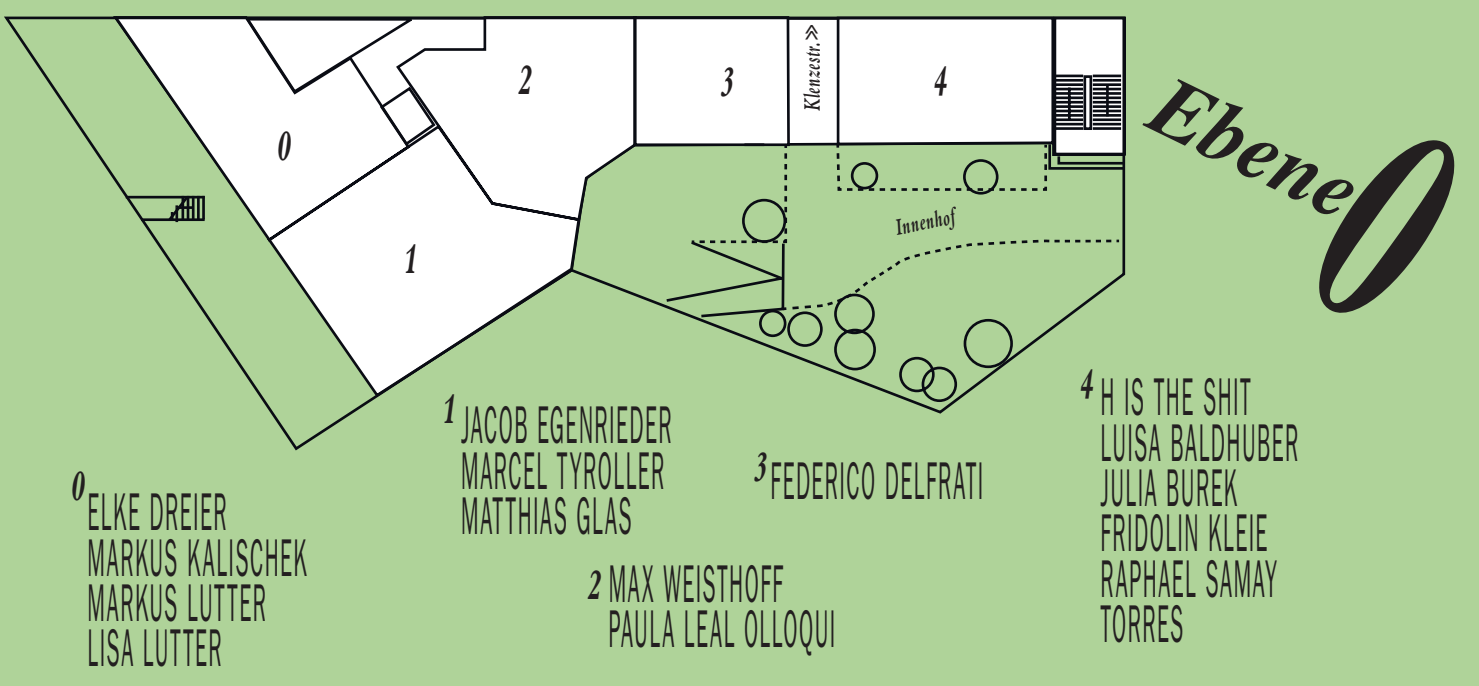 2
3
Klenzestr. »
4
0
1
Innenhof
Ebene 0
0 ELKE DREIER
MARKUS KALISCHEK
MARKUS LUTTER
LISA LUTTER
1 JACOB EGENRIEDER
MARCEL TYROLLER
MATTHIAS GLAS
2 MAX WEISTHOFF
PAULA LEAL OLLOQUI
3 FEDERICO DELFRATI
4 H IS THE SHIT
LUISA BALDHUBER
JULIA BUREK
FRIDOLIN KLEIE
RAPHAEL SAMAY
TORRES